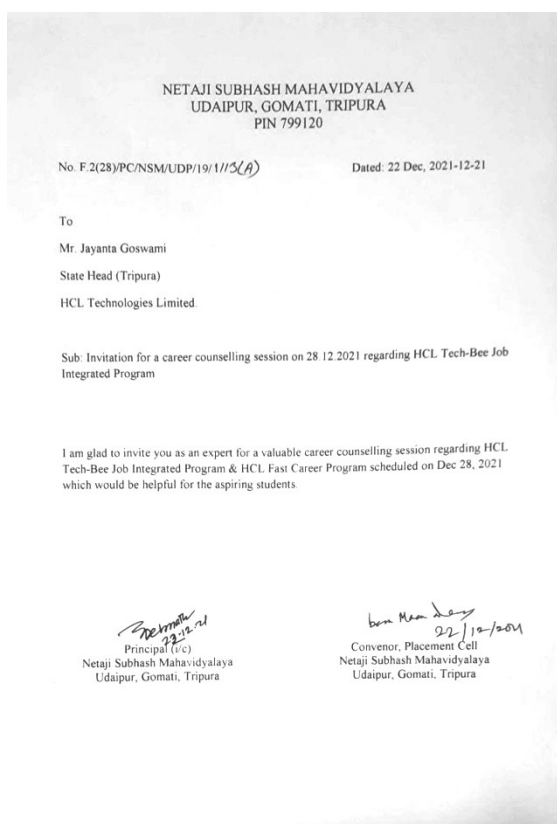 NETAJI SUBHASH MAHAVIDYALAYA
UDAIPUR, GOMATI, TRIPURA
PIN 799120
No. F.2(28)/PC/NSM/UDP/19/1113(A) Dated: 22 Dec, 2021-12-21
To
Mr. Jayanta Goswami
State Head (Tripura)
HCL Technologies Limited.
Sub: Invitation for a career counselling session on 28.12.2021 regarding HCL Tech-Bee Job
Integrated Program
I am glad to invite you as an expert for a valuable career counselling session regarding HCL
Tech-Bee Job Integrated Program & HCL Fast Career Program scheduled on Dec 28, 2021
which would be helpful for the aspiring students.
Principal (i/c)
Netaji Subhash Mahavidyalaya
Udaipur, Gomati, Tripura
22/12/2021
Convenor, Placement Cell
Netaji Subhash Mahavidyalaya
Udaipur, Gomati, Tripura